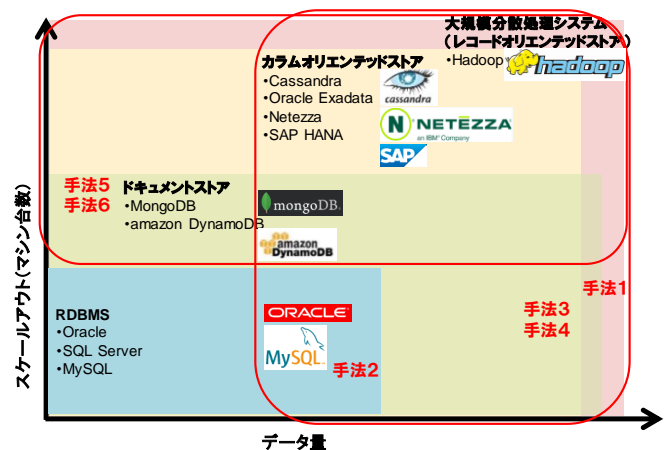 大規模分散処理システム
(レコードオリエンテッドストア)
•Hadoop
hadoop
カラムオリエンテッドストア
•Cassandra
•Oracle Exadata
•Netezza
•SAP HANA
cassandra
N NETEZZA
an IBM Company
SAP
手法5
手法6
ドキュメントストア
•MongoDB
•amazon DynamoDB
mongoDB
amazon
DynamoDB
手法1
手法3
手法4
RDBMS
•Oracle
•SQL Server
•MySQL
ORACLE
MySQL
手法2
スケールアウト(マシン台数)
データ量